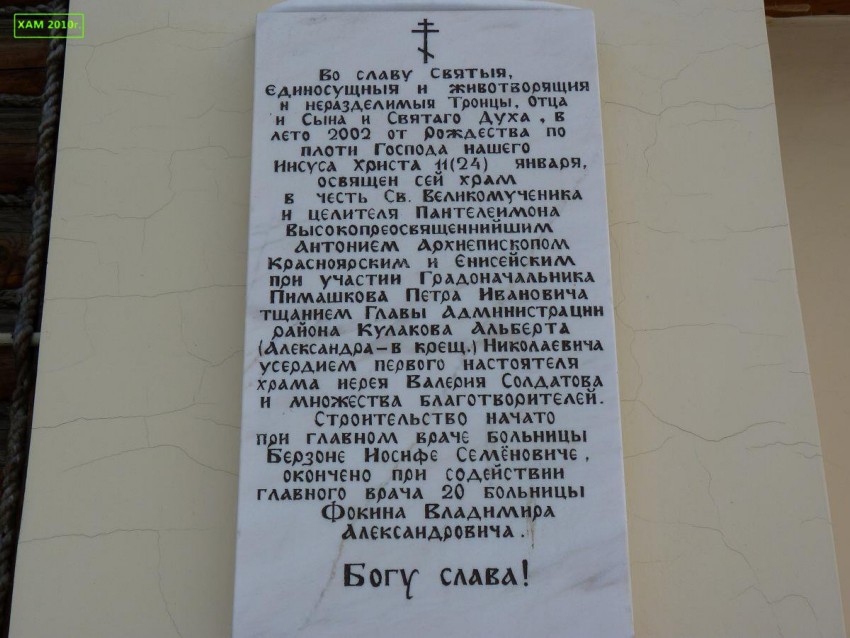 ХАМ 2010г.
Во славу Святыя,
единосущныя и животворящия
и неразделимыя Троицы, Отца
и Сына и Святаго Духа, в
лето 2002 от Рождества по
плоти Господа нашего
Иисуса Христа 11(24) января,
освящен сей храм
в честь Св. Великомученика
и целителя Пантелеимона
Высокопреосвященнийшим
Антонием Архиепископом
Красноярским и Енисейским
при участии Градоначальника
Пимашкова Петра Ивановича
тщанием Главы Администрации
района Кулакова Альберта
(Александра-в крещ.) Николаевича
усердием первого настоятеля
храма иерея Валерия Солдатова
и множества благотворителей.
Строительство начато
при главном враче больницы
Берзоне Иосифе Семёновиче,
окончено при содействии
главного врача 20 больницы
Фокина Владимира
Александровича.
Богу слава!